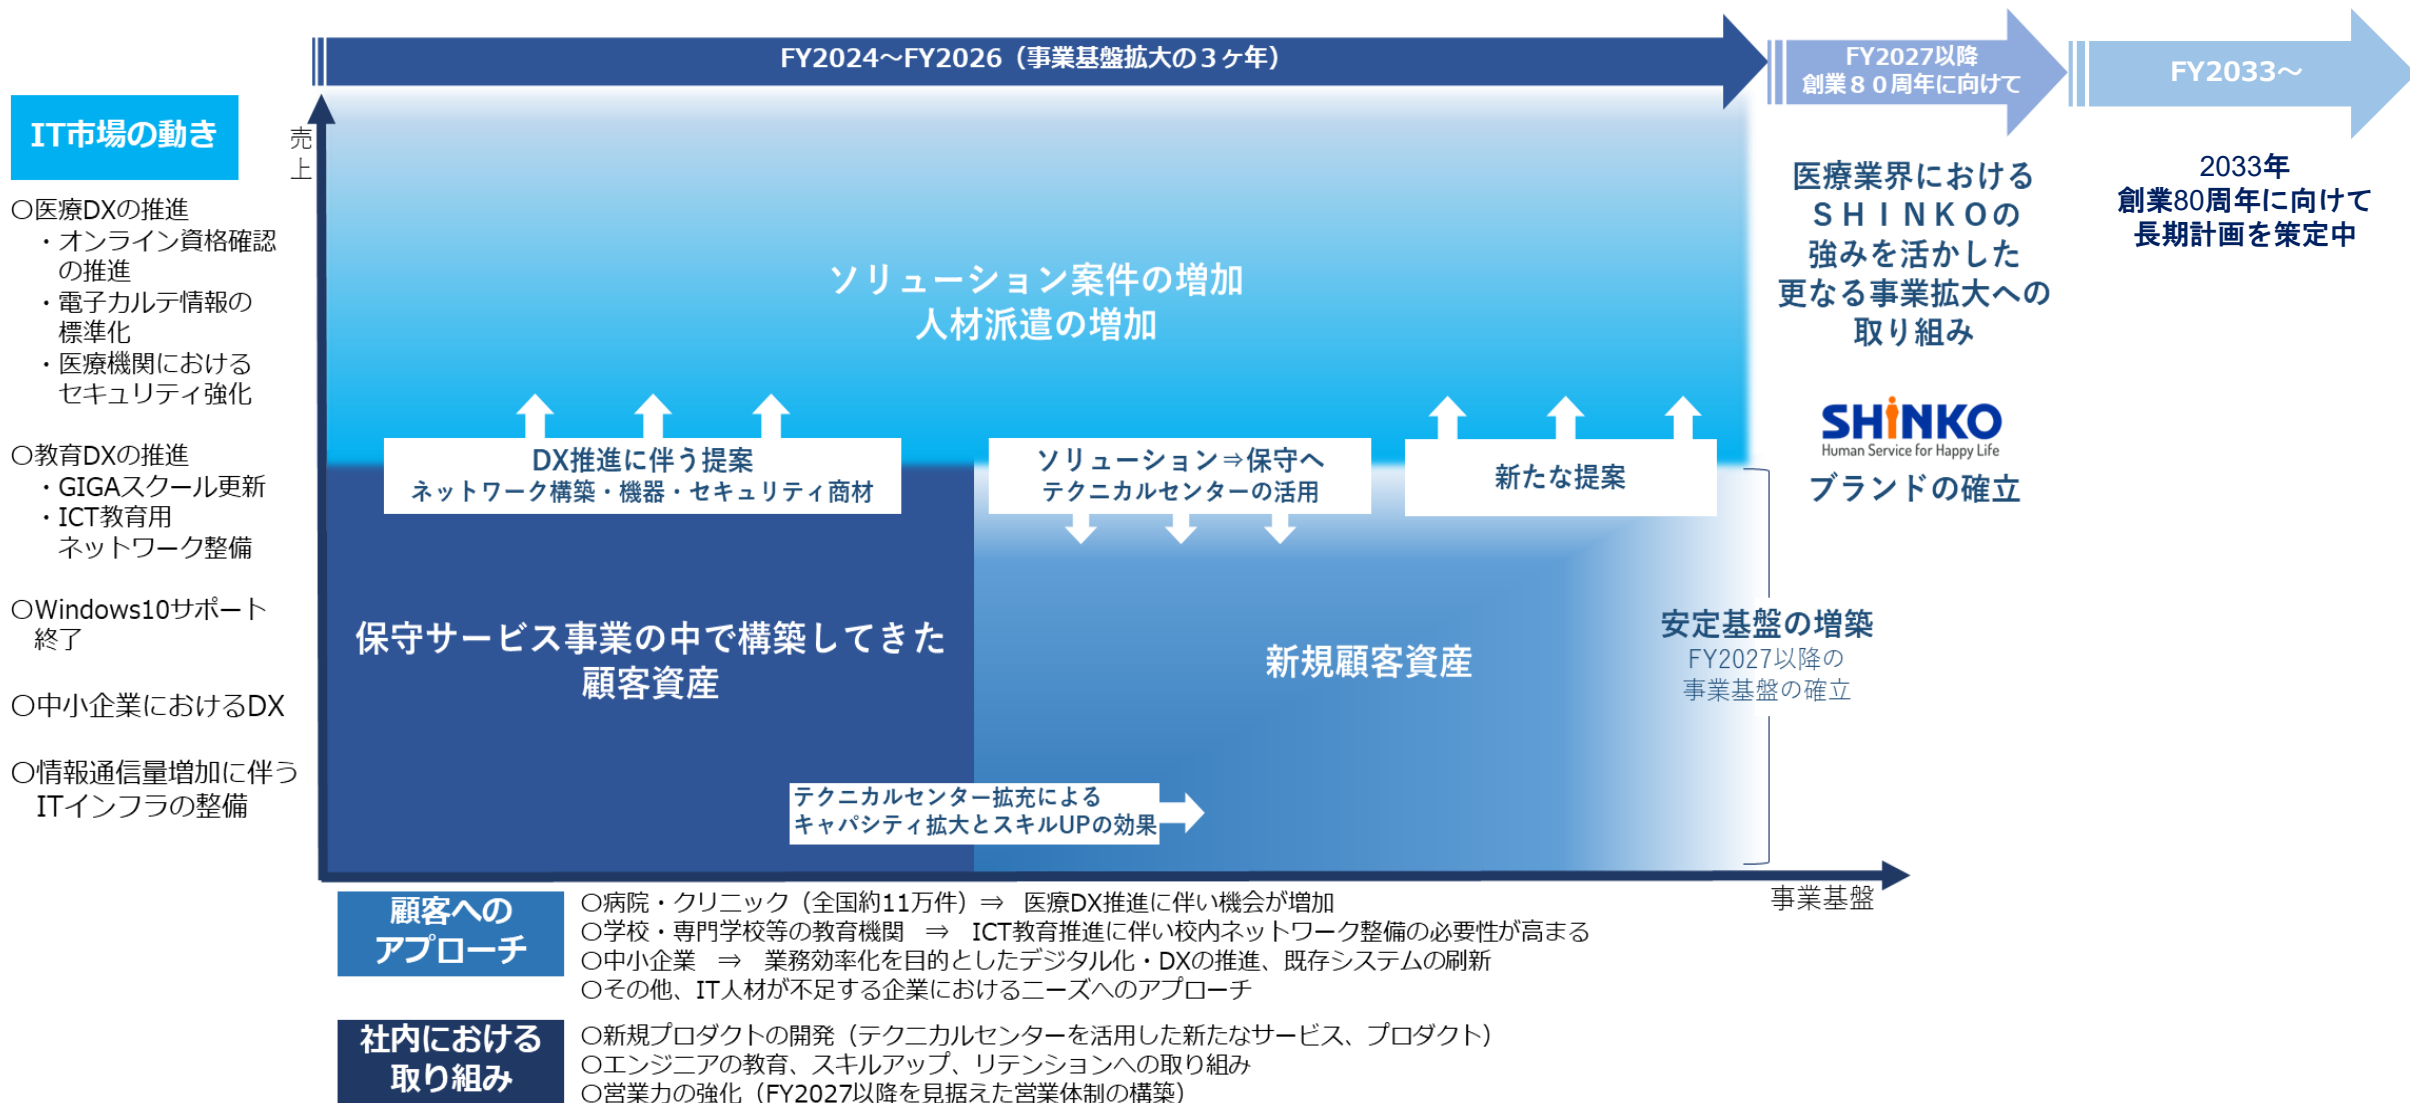 FY2024～FY2026（事業基盤拡大の３ヶ年）
FY2027以降
創業８０周年に向けて
FY2033～
IT市場の動き
〇医療DXの推進
・オンライン資格確認
の推進
・電子カルテ情報の
標準化
・医療機関における
セキュリティ強化
〇教育DXの推進
・GIGAスクール更新
・ICT教育用
ネットワーク整備
〇Windows10サポート
終了
〇中小企業におけるDX
〇情報通信量増加に伴う
ITインフラの整備
売
上
ソリューション案件の増加
人材派遣の増加
DX推進に伴う提案
ネットワーク構築・機器・セキュリティ商材
ソリューション⇒保守へ
テクニカルセンターの活用
新たな提案
保守サービス事業の中で構築してきた
顧客資産
新規顧客資産
テクニカルセンター拡充による
キャパシティ拡大とスキルUPの効果
安定基盤の増築
FY2027以降の
事業基盤の確立
事業基盤
医療業界における
ＳＨＩＮＫＯの
強みを活かした
更なる事業拡大への
取り組み
SHiNKO
Human Service for Happy Life
ブランドの確立
2033年
創業80周年に向けて
長期計画を策定中
顧客への
アプローチ
〇病院・クリニック（全国約11万件）⇒　医療DX推進に伴い機会が増加
〇学校・専門学校等の教育機関　⇒　ICT教育推進に伴い校内ネットワーク整備の必要性が高まる
〇中小企業　⇒　業務効率化を目的としたデジタル化・DXの推進、既存システムの刷新
〇その他、IT人材が不足する企業におけるニーズへのアプローチ
社内における
取り組み
〇新規プロダクトの開発（テクニカルセンターを活用した新たなサービス、プロダクト）
〇エンジニアの教育、スキルアップ、リテンションへの取り組み
〇営業力の強化（FY2027以降を見据えた営業体制の構築）